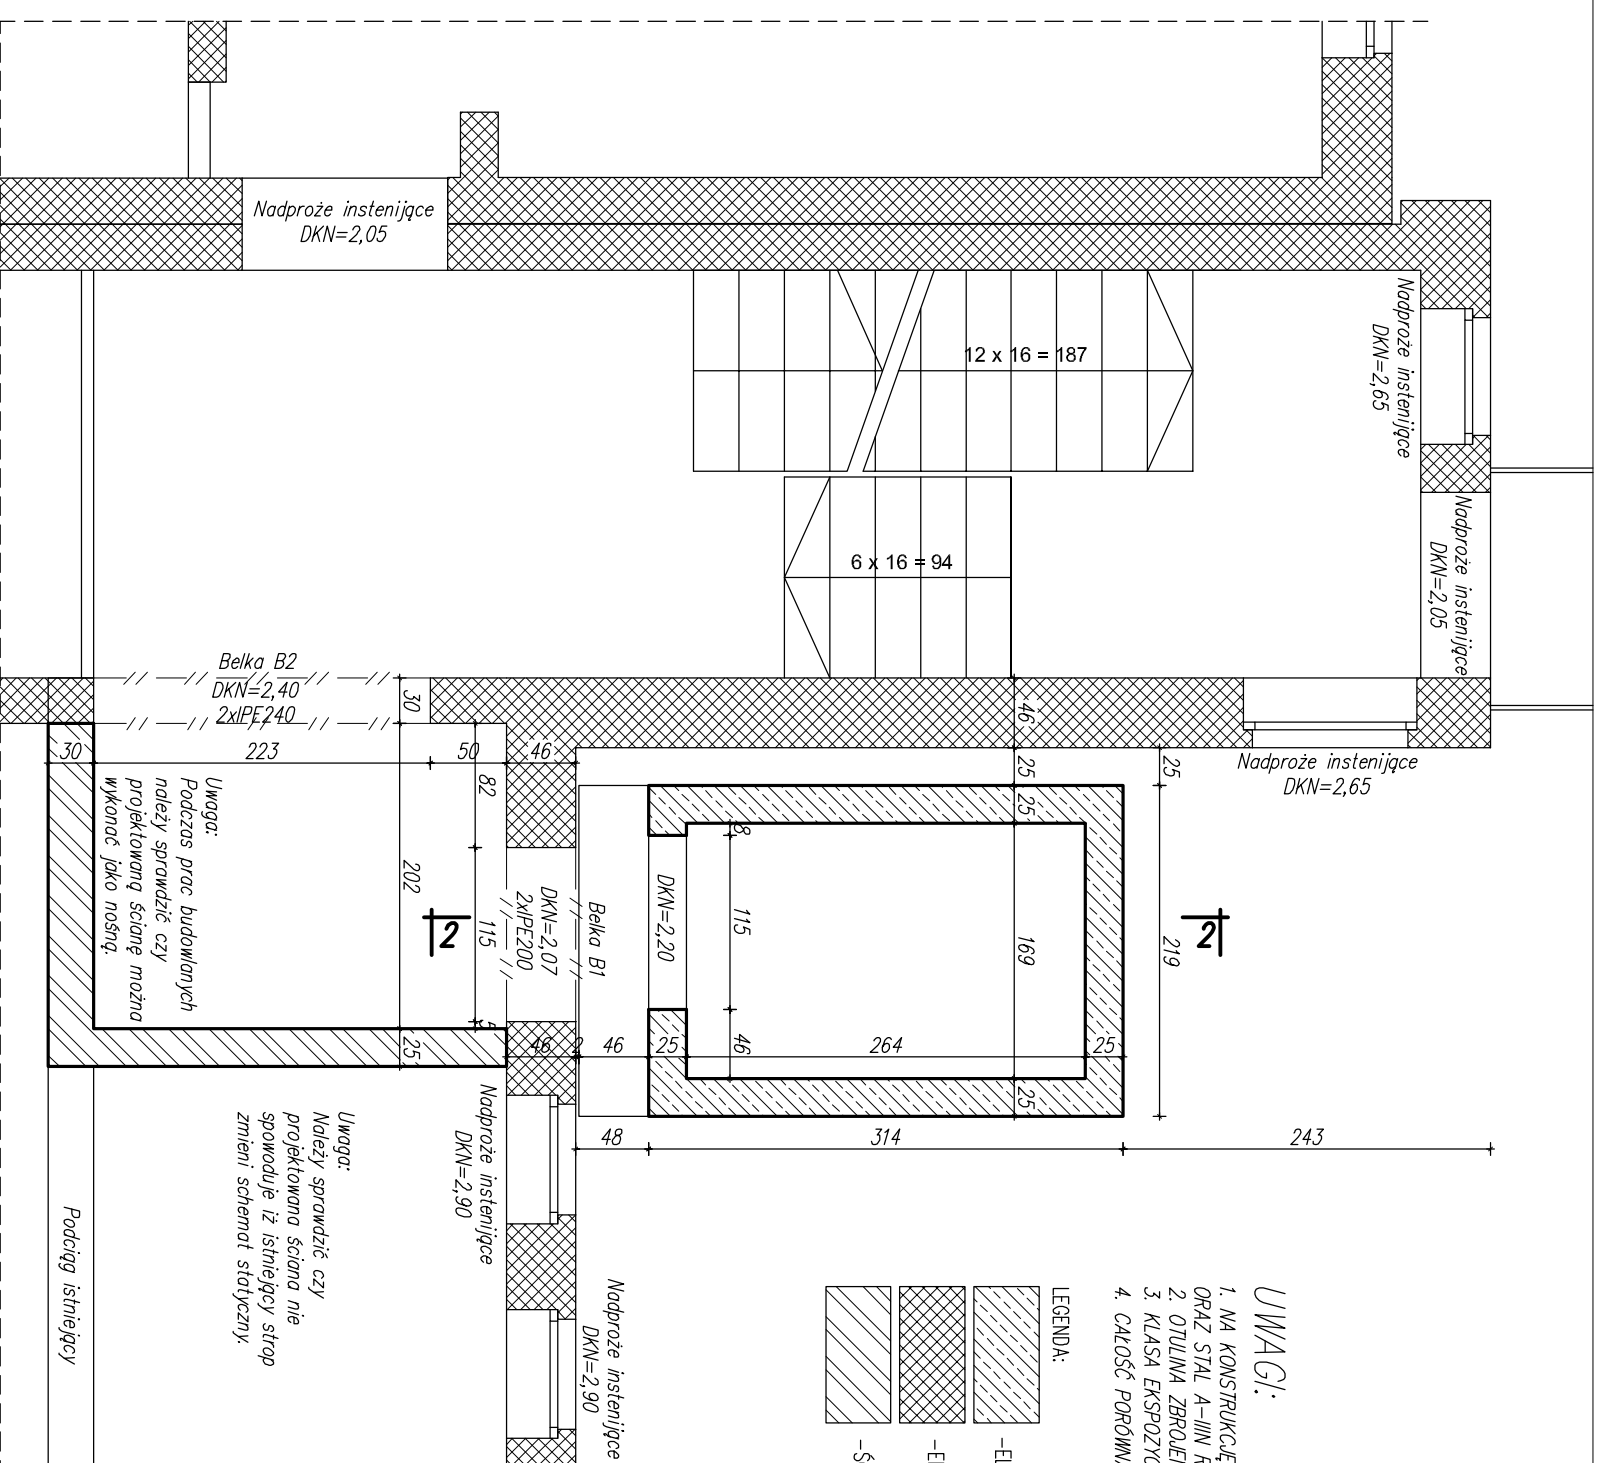 Nadproże instenijące
DKN=2,05
12 x 16 = 187
6 x 16 = 94
Nadproże instenijące
DKN=2,65
Nadproże instenijące
DKN=2,05
Belka B2
DKN=2,40
2xIPE240
30
46
30
223
50
46
82
25
25
25
Nadproże instenijące
DKN=2,65
Uwaga:
Podczas prac budowlanych
należy sprawdzić czy
projektowaną ścianę można
wykonać jako nośną.
202
2
115
DKN=2,07
2xIPE200
Belka B1
DKN=2,20
8
115
169
219
2
5
25
46
2
46
25
46
264
25
25
48
314
243
Nadproże instenijące
DKN=2,90
Uwaga:
Należy sprawdzić czy
projektowana ściana nie
spowoduje iż istniejący strop
zmieni schemat statyczny.
Podciąg istniejący
Nadproże instenijące
DKN=2,90
UWAGI:
1. NA KONSTRUKCJĘ
ORAZ STAL A-IIIN
2. OTULINA
3. KLASA
4. CAŁOŚĆ
LEGENDA: